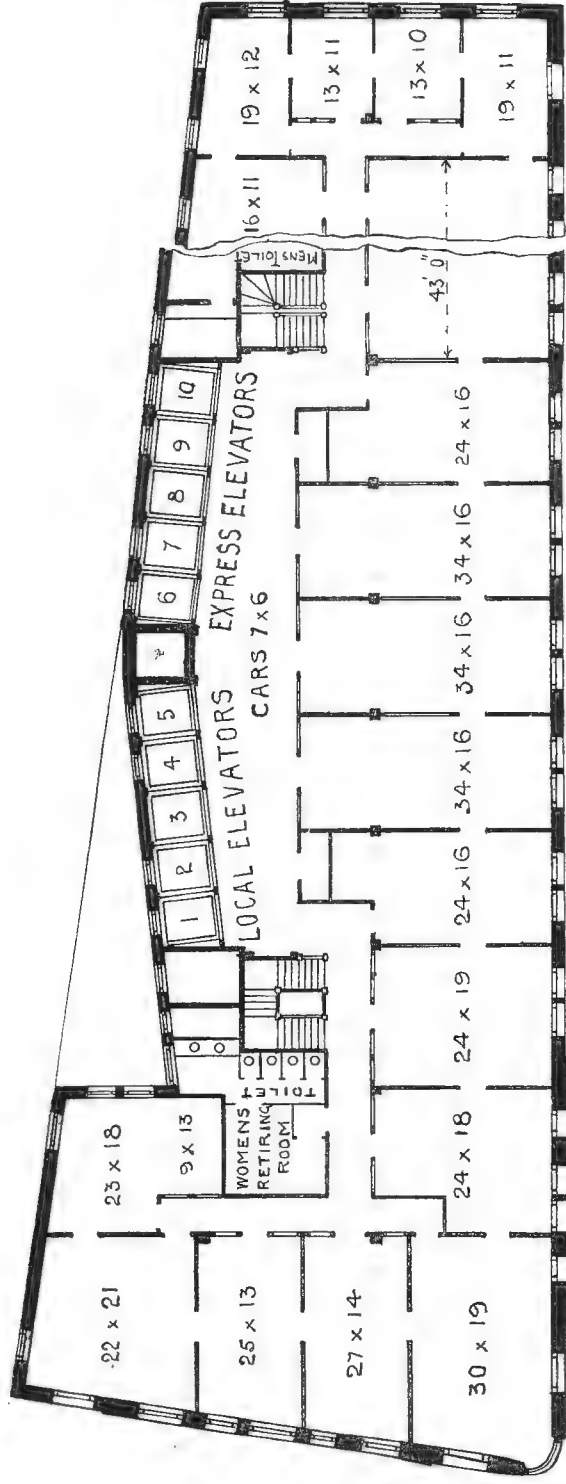 19 x 12
13 x 11
13 x 10
19 x 11
16 x 11
MENS TOILET
43' 0"
10
9
8
7
6
5
4
3
2
1
LOCAL ELEVATORS EXPRESS ELEVATORS
CARS 7 x 6
24 x 16
34 x 16
34 x 16
34 x 16
24 x 16
24 x 19
24 x 18
TOILET
WOMENS
RETIRING
ROOM
23 x 18
9 x 13
22 x 21
25 x 13
27 x 14
30 x 19